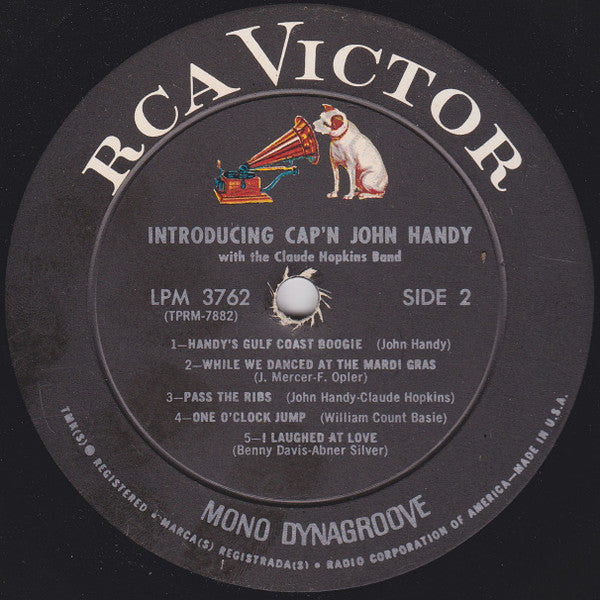 RCA VICTOR
INTRODUCING CAP'N JOHN HANDY
with the Claude Hopkins Band
LPM 3762 SIDE 2
(TPRM-7882)
1—HANDY'S GULF COAST BOOGIE (John Handy)
2—WHILE WE DANCED AT THE MARDI GRAS
(J. Mercer-F. Opler)
3—PASS THE RIBS (John Handy-Claude Hopkins)
4—ONE O'CLOCK JUMP (William Count Basie)
5—I LAUGHED AT LOVE
(Benny Davis-Abner Silver)
MONO DYNAGROOVE
TMK(S) ® REGISTERED • MARCA(S) REGISTRADA(S) • RADIO CORPORATION OF AMERICA—MADE IN U.S.A.